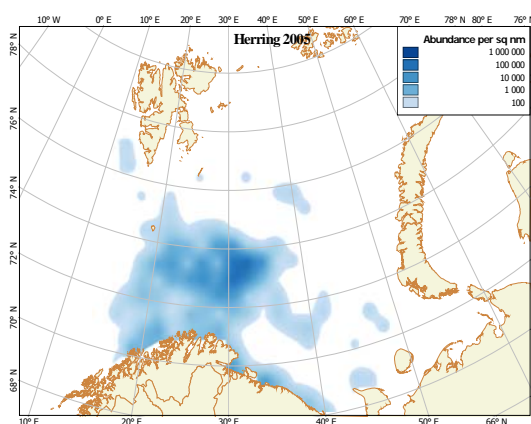 10° W 0° E 10° E 20° E 30° E 40° E 50° E 60° E 70° E 78° N 80° E 76° N
Herring 2005
Abundance per sq nm
1 000 000
100 000
10 000
1 000
100
78° N
76° N
74° N
72° N
70° N
68° N
10° E 20° E 30° E 40° E 50° E 66° N